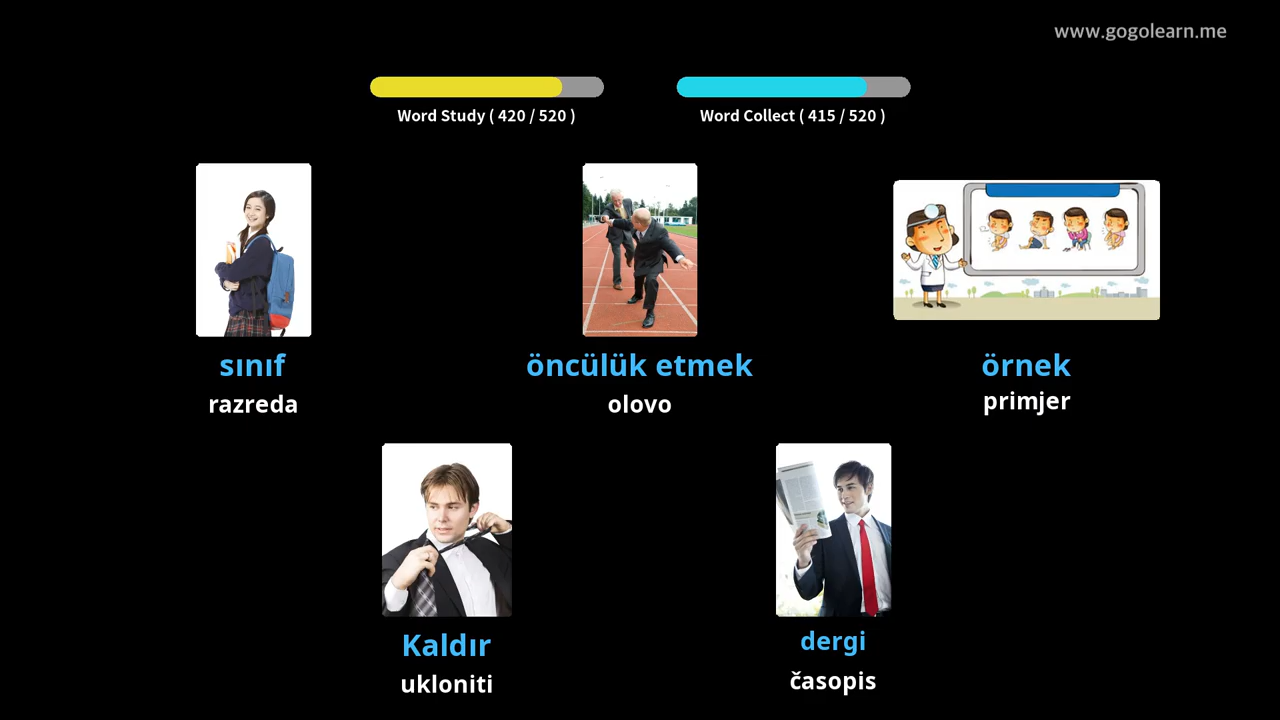 www.gogolearn.me
Word Study ( 420 / 520 )
Word Collect ( 415 / 520 )
sınıf
razreda
öncülük etmek
olovo
örnek
primjer
Kaldır
ukloniti
dergi
časopis